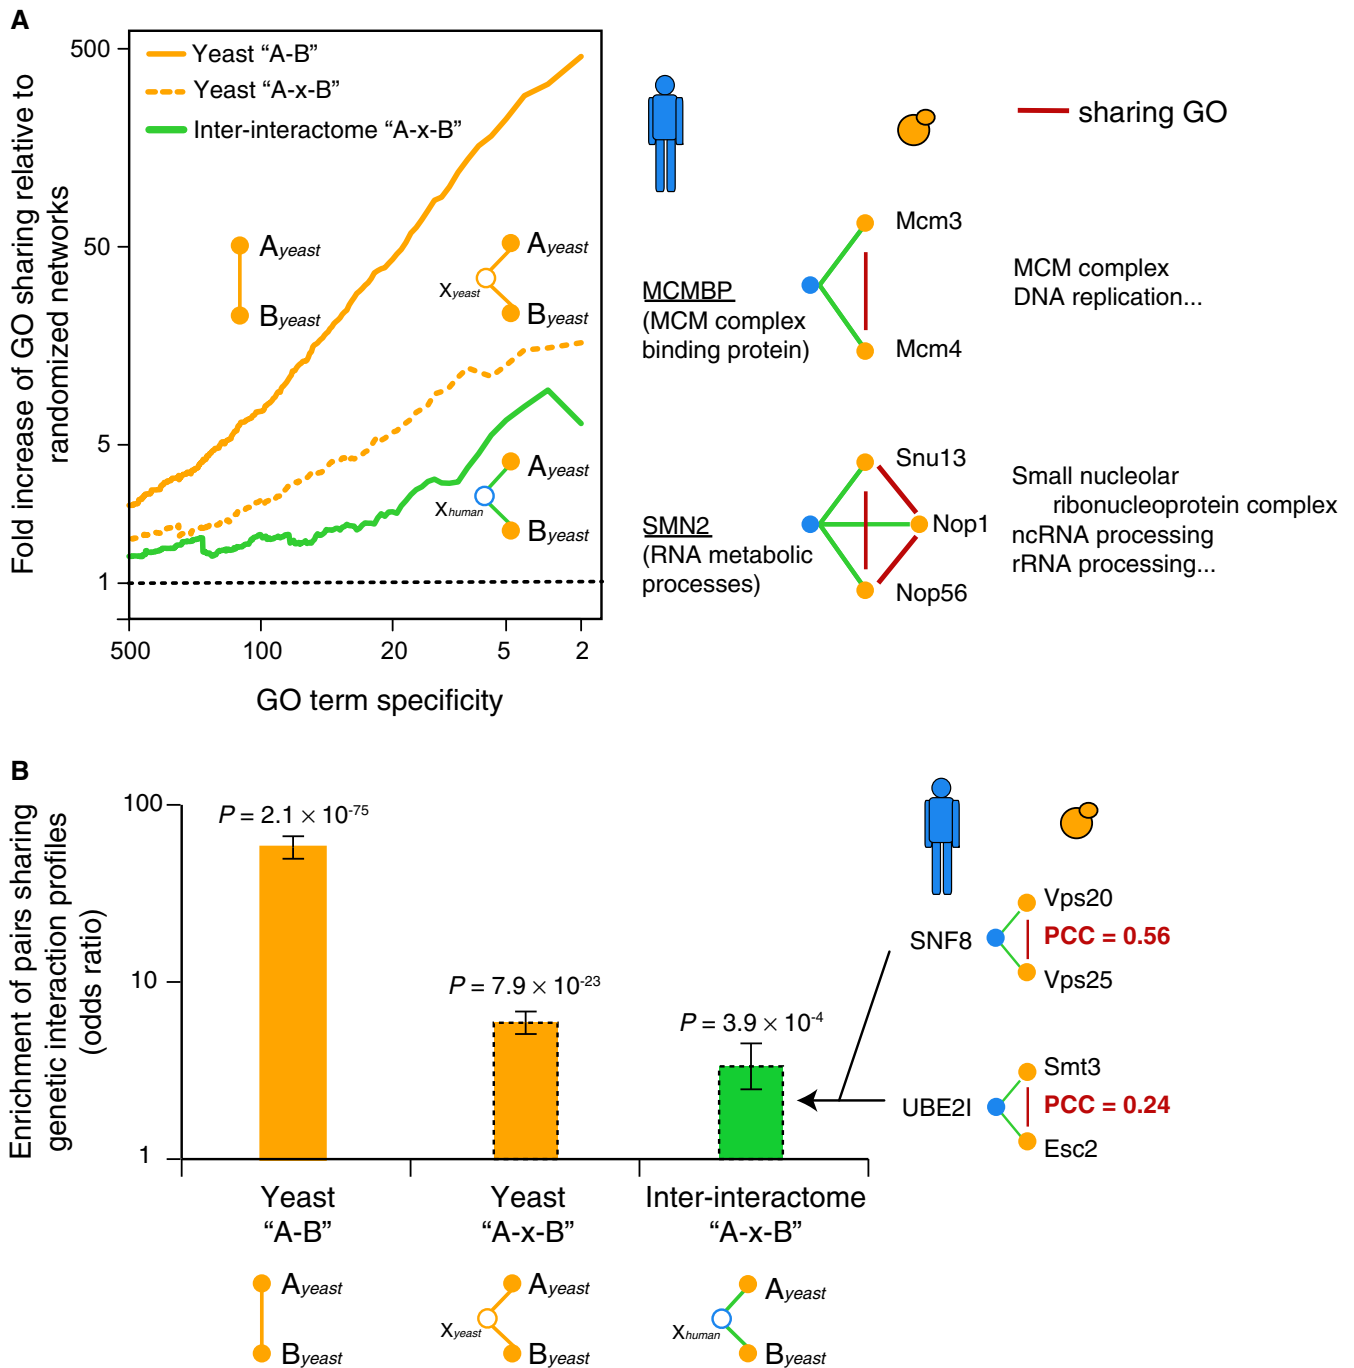 A
Fold increase of GO sharing relative to
randomized networks
500
50
5
1
Yeast “A-B”
Yeast “A-x-B”
Inter-interactome “A-x-B”
Ayeast
Byeast
Ayeast
xyeast
Byeast
Ayeast
xhuman
Byeast
500 100 20 5 2
GO term specificity
sharing GO
MCMBP
(MCM complex
binding protein)
Mcm3
Mcm4
MCM complex
DNA replication...
SMN2
(RNA metabolic
processes)
Snu13
Nop1
Nop56
Small nucleolar
ribonucleoprotein complex
ncRNA processing
rRNA processing...
B
Enrichment of pairs sharing
genetic interaction profiles
(odds ratio)
100
10
1
P = 2.1 × 10-75
P = 7.9 × 10-23
P = 3.9 × 10-4
Yeast
“A-B”
Yeast
“A-x-B”
Inter-interactome
“A-x-B”
Ayeast
Byeast
Ayeast
xyeast
Byeast
Ayeast
xhuman
Byeast
SNF8
Vps20
PCC = 0.56
Vps25
UBE2I
Smt3
PCC = 0.24
Esc2